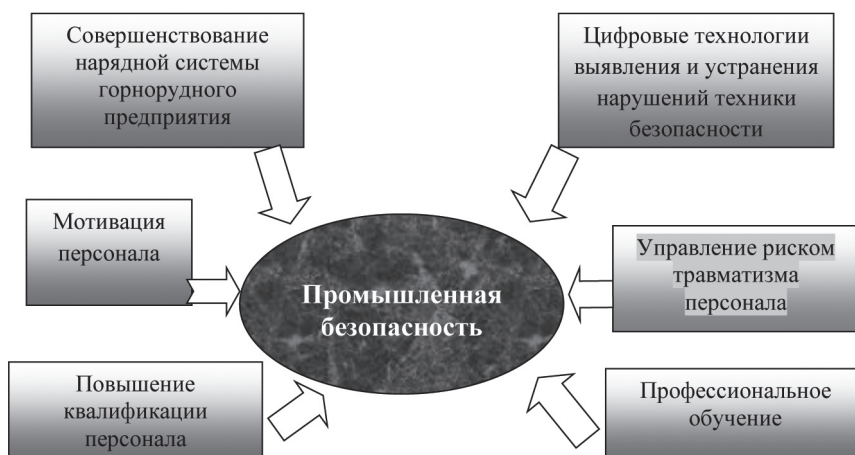 Совершенствование
нарядной системы
горнорудного
предприятия
Цифровые технологии
выявления и устранения
нарушений техники
безопасности
Мотивация
персонала
Промышленная
безопасность
Управление риском
травматизма
персонала
Повышение
квалификации
персонала
Профессиональное
обучение